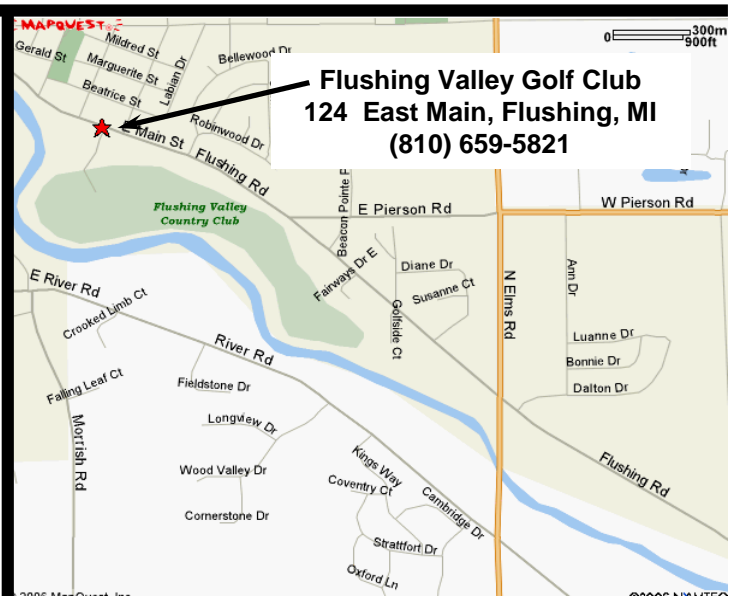 MAPQUEST
0 300m
900ft
Mildred St
Gerald St
Marguerite St
Bellewood Dr
Lablan Dr
Beatrice St
Flushing Valley Golf Club
124 East Main, Flushing, MI
(810) 659-5821
E Main St
Robinwood Dr
Flushing Rd
Flushing Valley
Country Club
Beacon Pointe P
E Pierson Rd
W Pierson Rd
E River Rd
Crooked Limb Ct
Fairways Dr E
Diane Dr
Susanne Ct
Golfside Ct
N Elms Rd
Ann Dr
River Rd
Luanne Dr
Bonnie Dr
Dalton Dr
Falling Leaf Ct
Fieldstone Dr
Morrish Rd
Longview Dr
Wood Valley Dr
Cornerstone Dr
Kings Way
Coventry Ct
Cambridge Dr
Strattfort Dr
Oxford Ln
Flushing Rd
2006 MapQuest, Inc